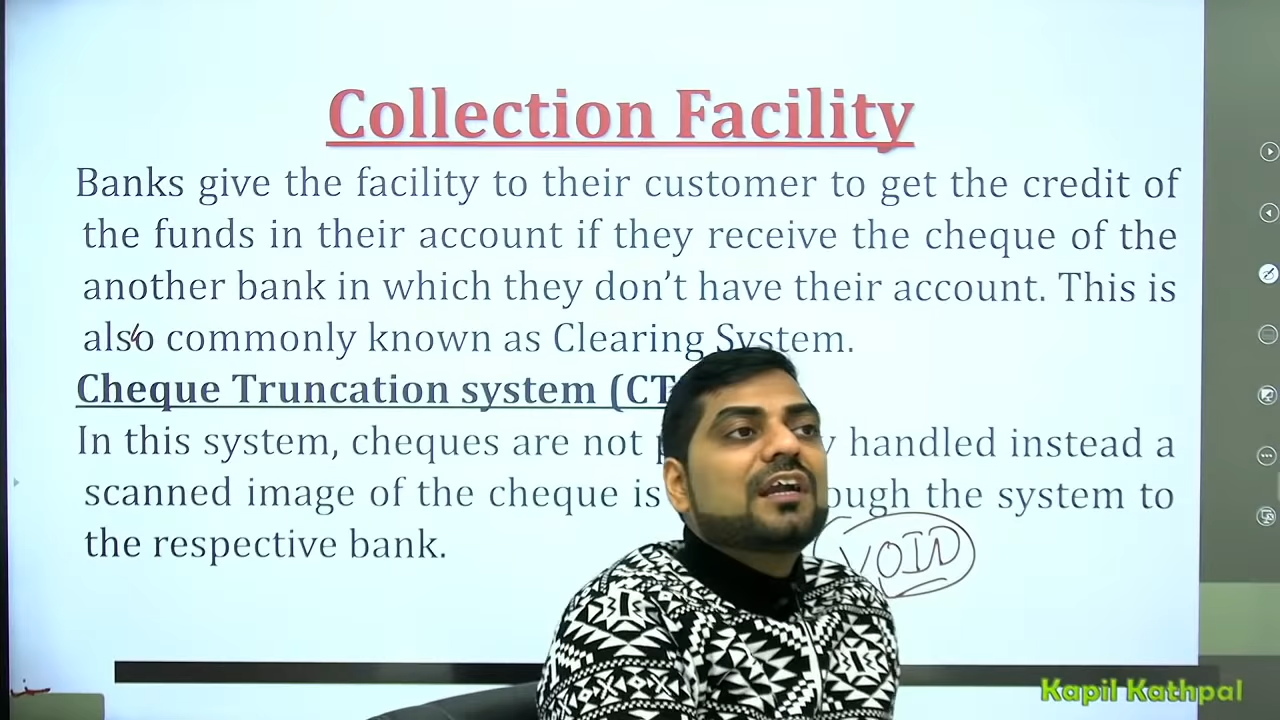 Collection Facility
Banks give the facility to their customer to get the credit of
the funds in their account if they receive the cheque of the
another bank in which they don't have their account. This is
also commonly known as Clearing System.
Cheque Truncation system (CT
In this system, cheques are not handled instead a
scanned image of the cheque is the system to
the respective bank.
VOID
Kapil Kathpal